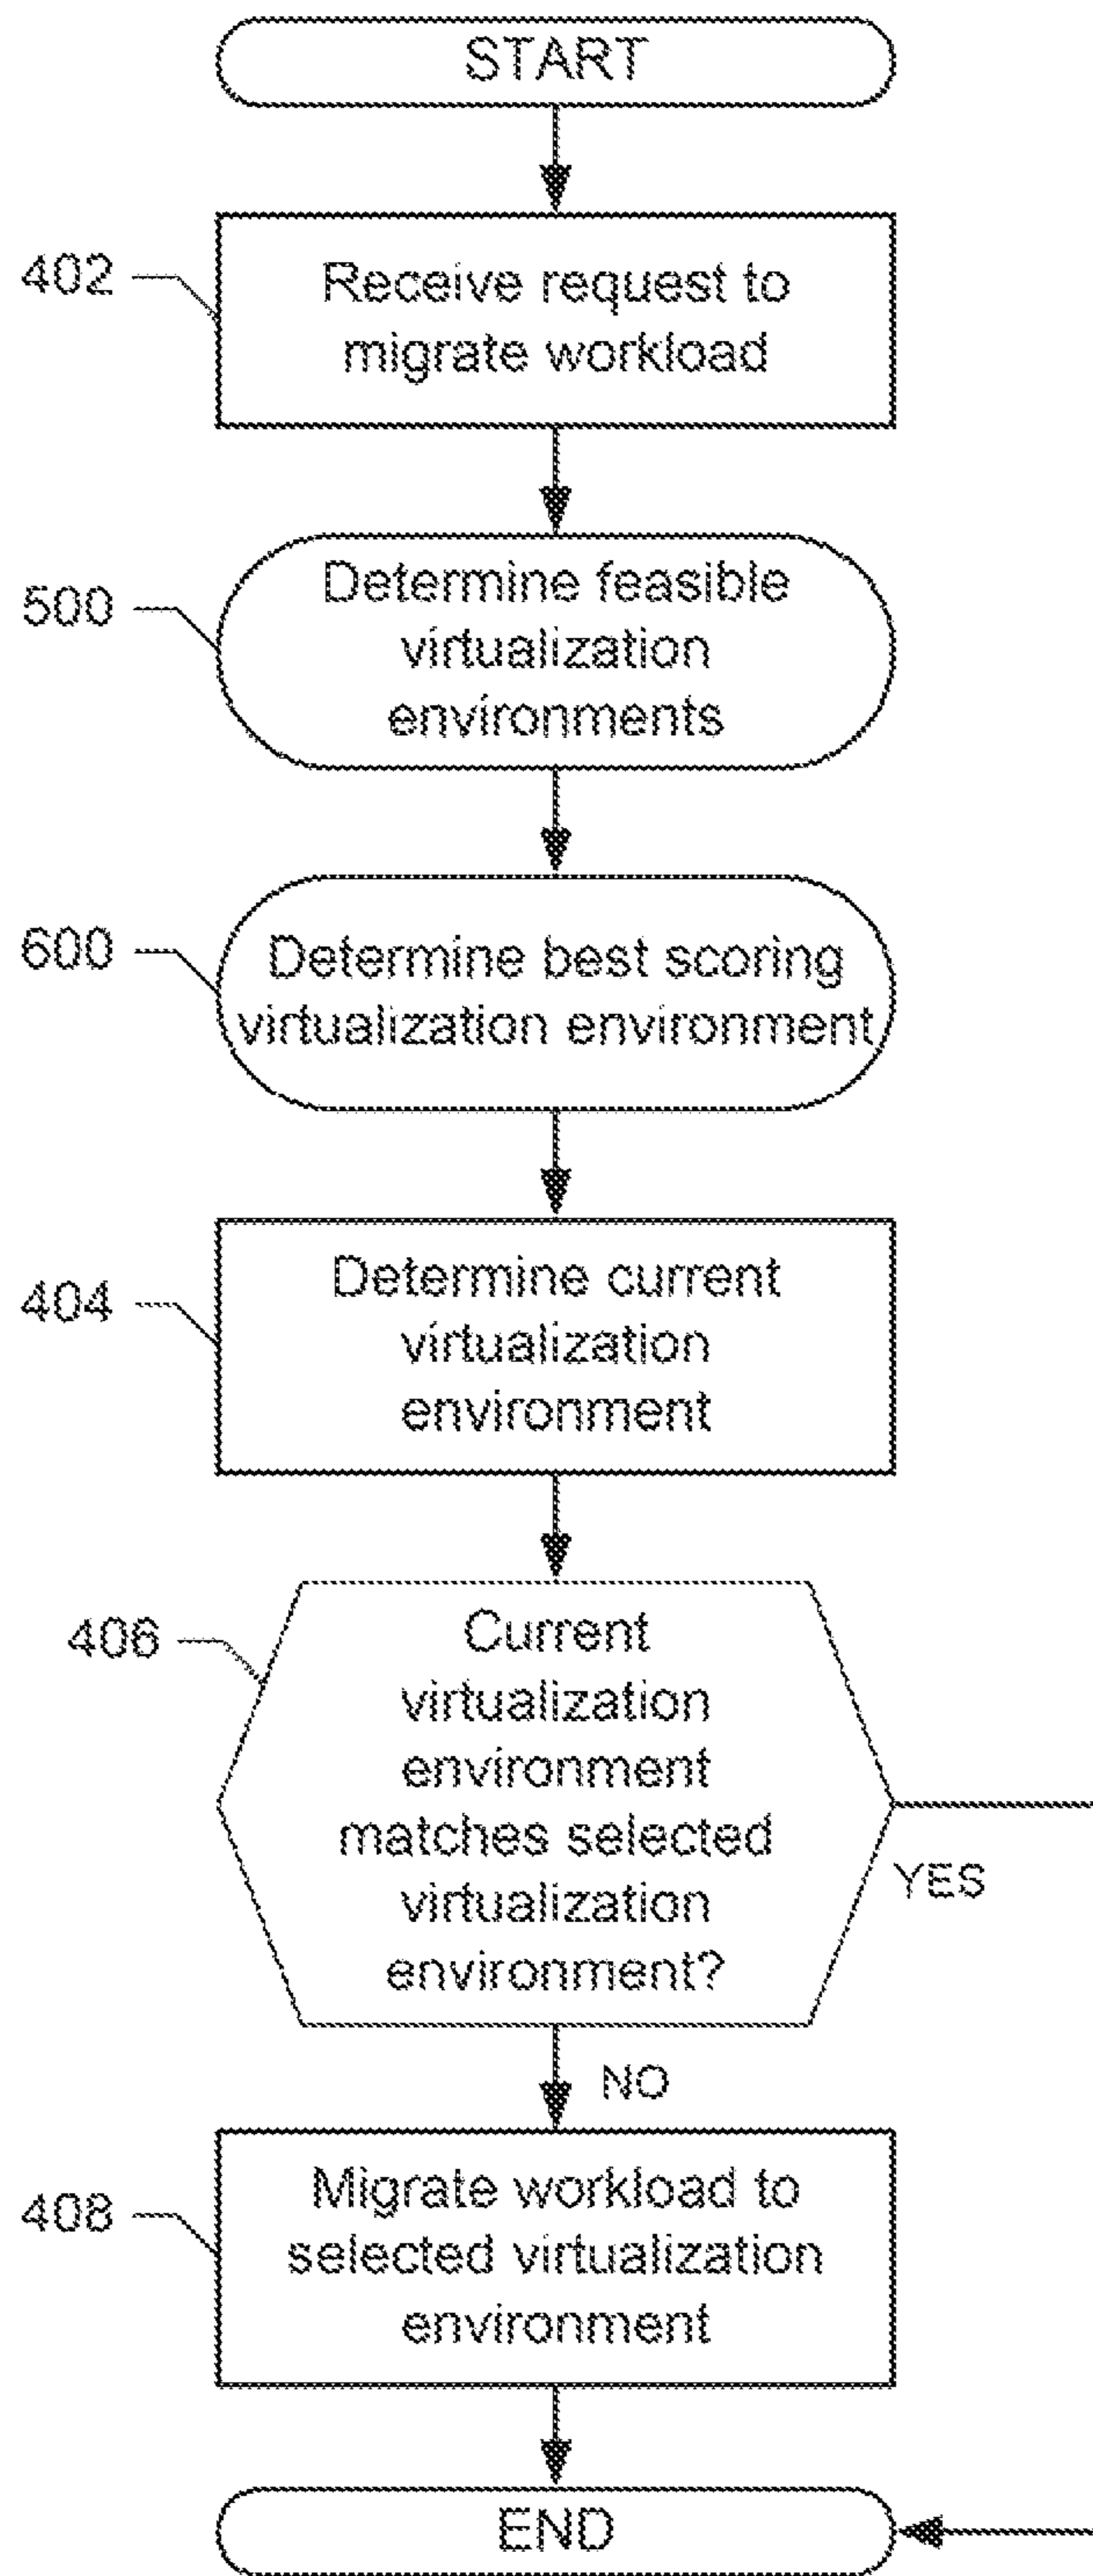 START
402
Receive request to
migrate workload
500
Determine feasible
virtualization
environments
600
Determine best scoring
virtualization environment
404
Determine current
virtualization
environment
406
Current
virtualization
environment
matches selected
virtualization
environment?
YES
NO
408
Migrate workload to
selected virtualization
environment
END